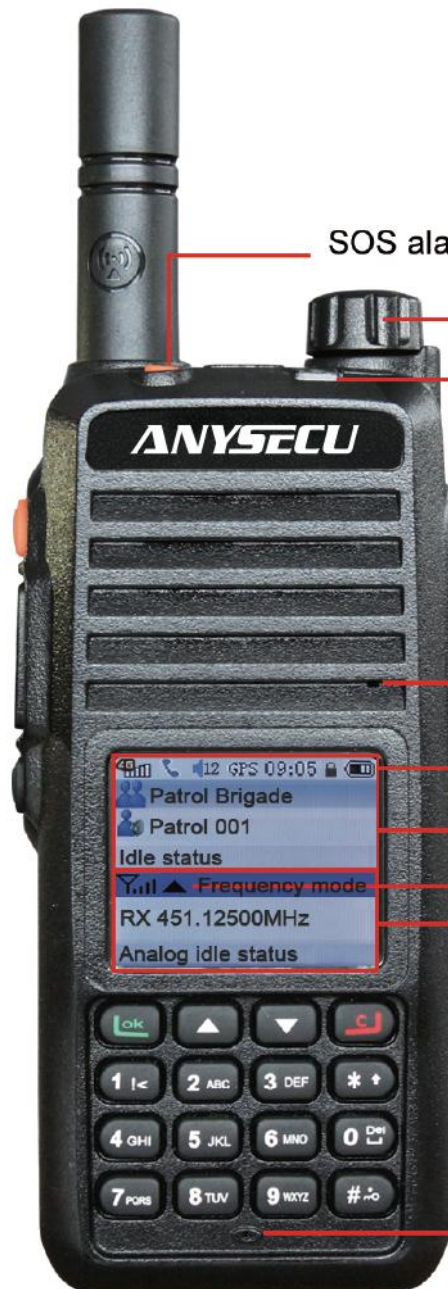 SOS ala
ANYSECU
4G 12 GPS 09:05
Patrol Brigade
Patrol 001
Idle status
Frequency mode
RX 451.12500MHz
Analog idle status
ok C
1 !< 2 ABC 3 DEF *
4 GHI 5 JKL 6 MNO 0 Del
7 PQRS 8 TUV 9 WXYZ #